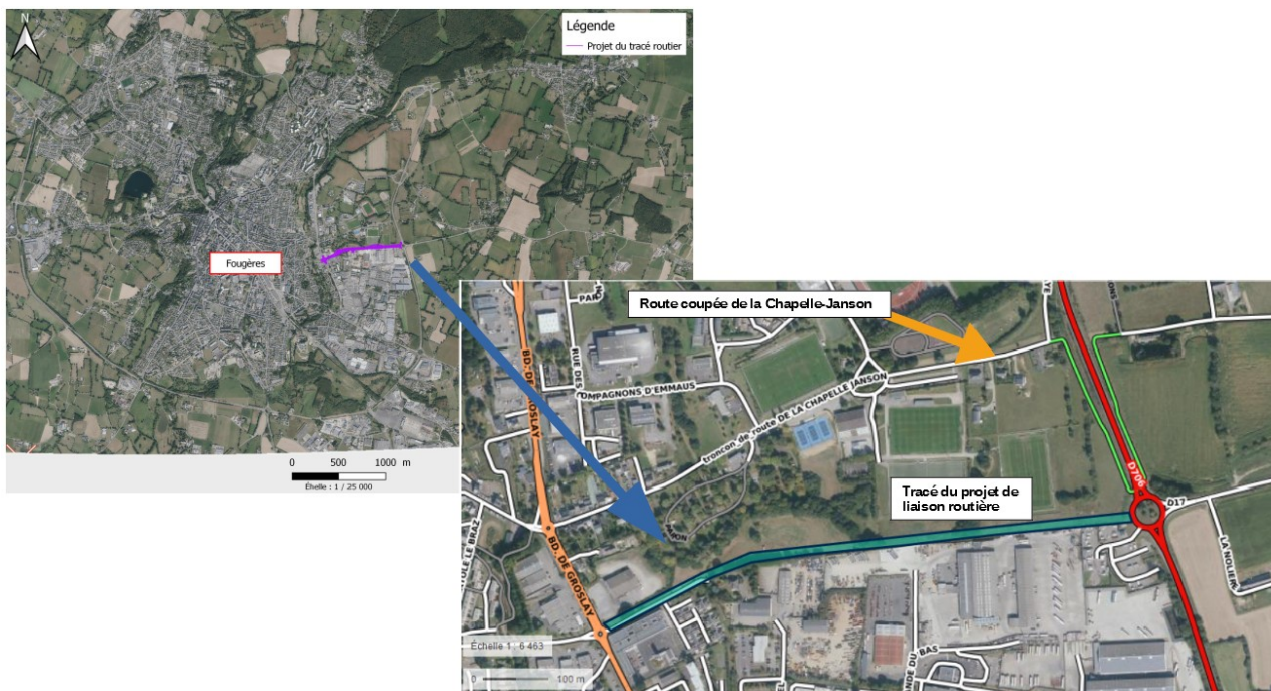 N
Légende
Projet du tracé routier
Fougères
0 500 1000 m
Échelle : 1 / 25 000
Route coupée de la Chapelle-Janson
BD. DE GROSLAY
RUE DES
COMPAGNONS D'EMMAUS
troncon de route DE LA CHAPELLE JANSON
Tracé du projet de
liaison routière
D706
D17
LA NOLIERE
BD. DE GROSLAY
Échelle 1 : 6 463
0 100 m